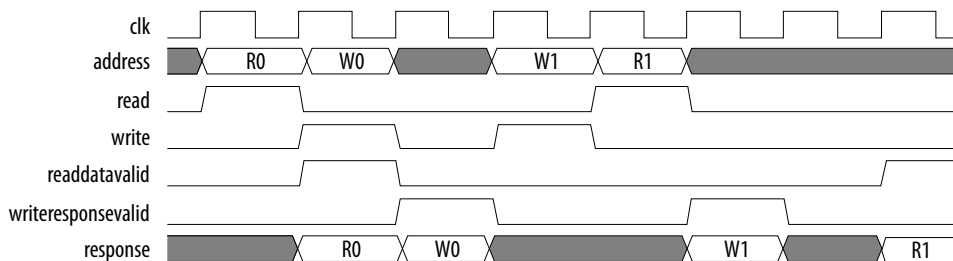 clk
address R0 W0 W1 R1
read
write
readdatavalid
writeresponsevalid
response R0 W0 W1 R1